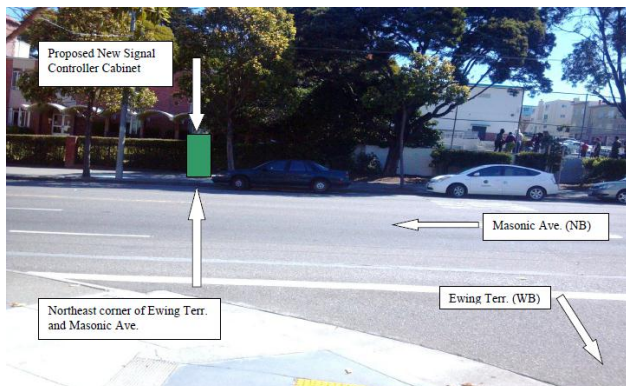 Proposed New Signal
Controller Cabinet
Masonic Ave. (NB)
Ewing Terr. (WB)
Northeast corner of Ewing Terr.
and Masonic Ave.